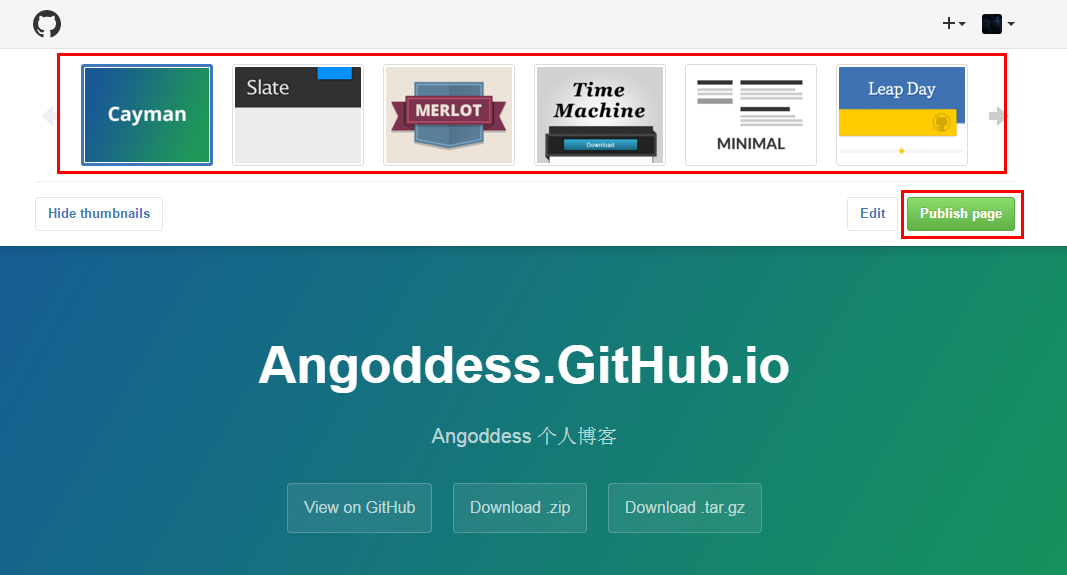 Cayman
Slate
MERLOT
Time
Machine
Download
MINIMAL
Leap Day
Hide thumbnails
Edit
Publish page
Angoddess.GitHub.io
Angoddess 个人博客
View on GitHub
Download .zip
Download .tar.gz